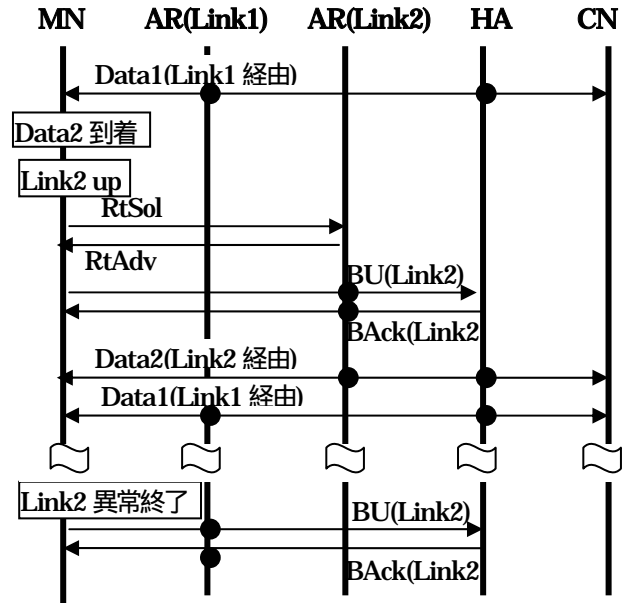 MN AR(Link1) AR(Link2) HA CN
Data1(Link1 経由)
Data2 到着
Link2 up
RtSol
RtAdv
BU(Link2)
BAck(Link2
Data2(Link2 経由)
Data1(Link1 経由)
Link2 異常終了
BU(Link2)
BAck(Link2